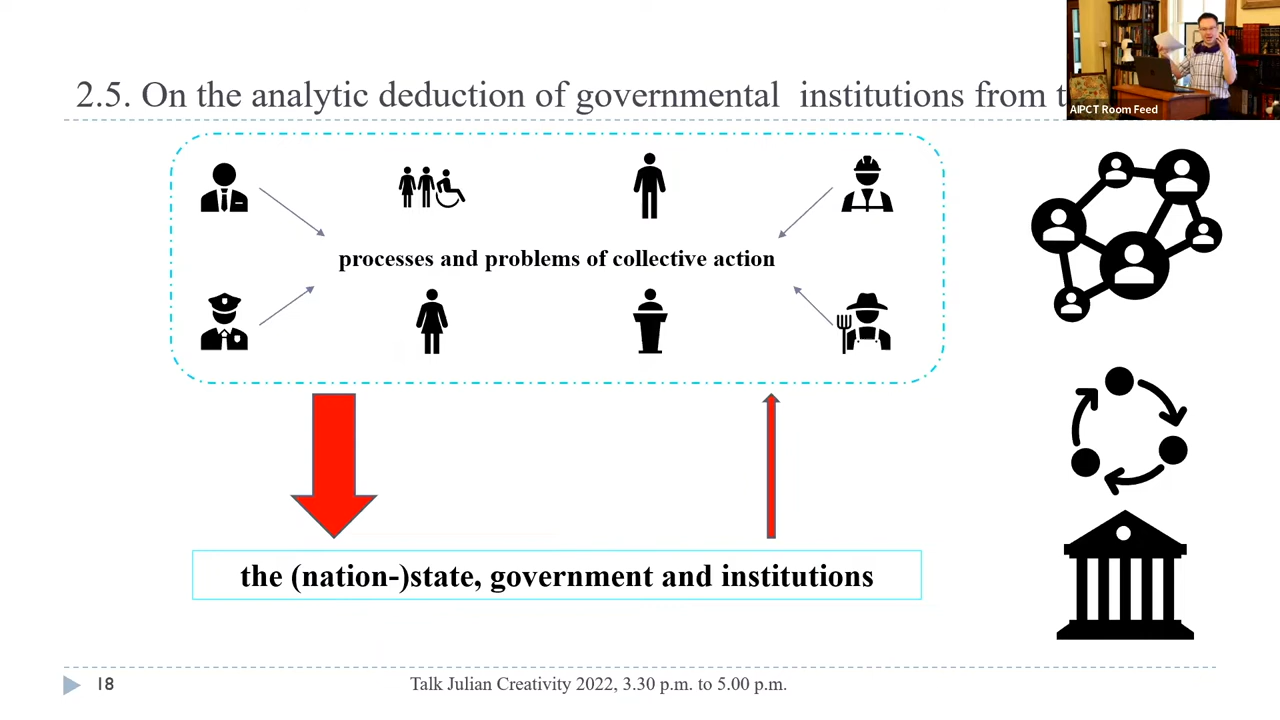 2.5. On the analytic deduction of governmental institutions from
AIPCT Room Feed
processes and problems of collective action
the (nation-)state, government and institutions
18
Talk Julian Creativity 2022, 3.30 p.m. to 5.00 p.m.